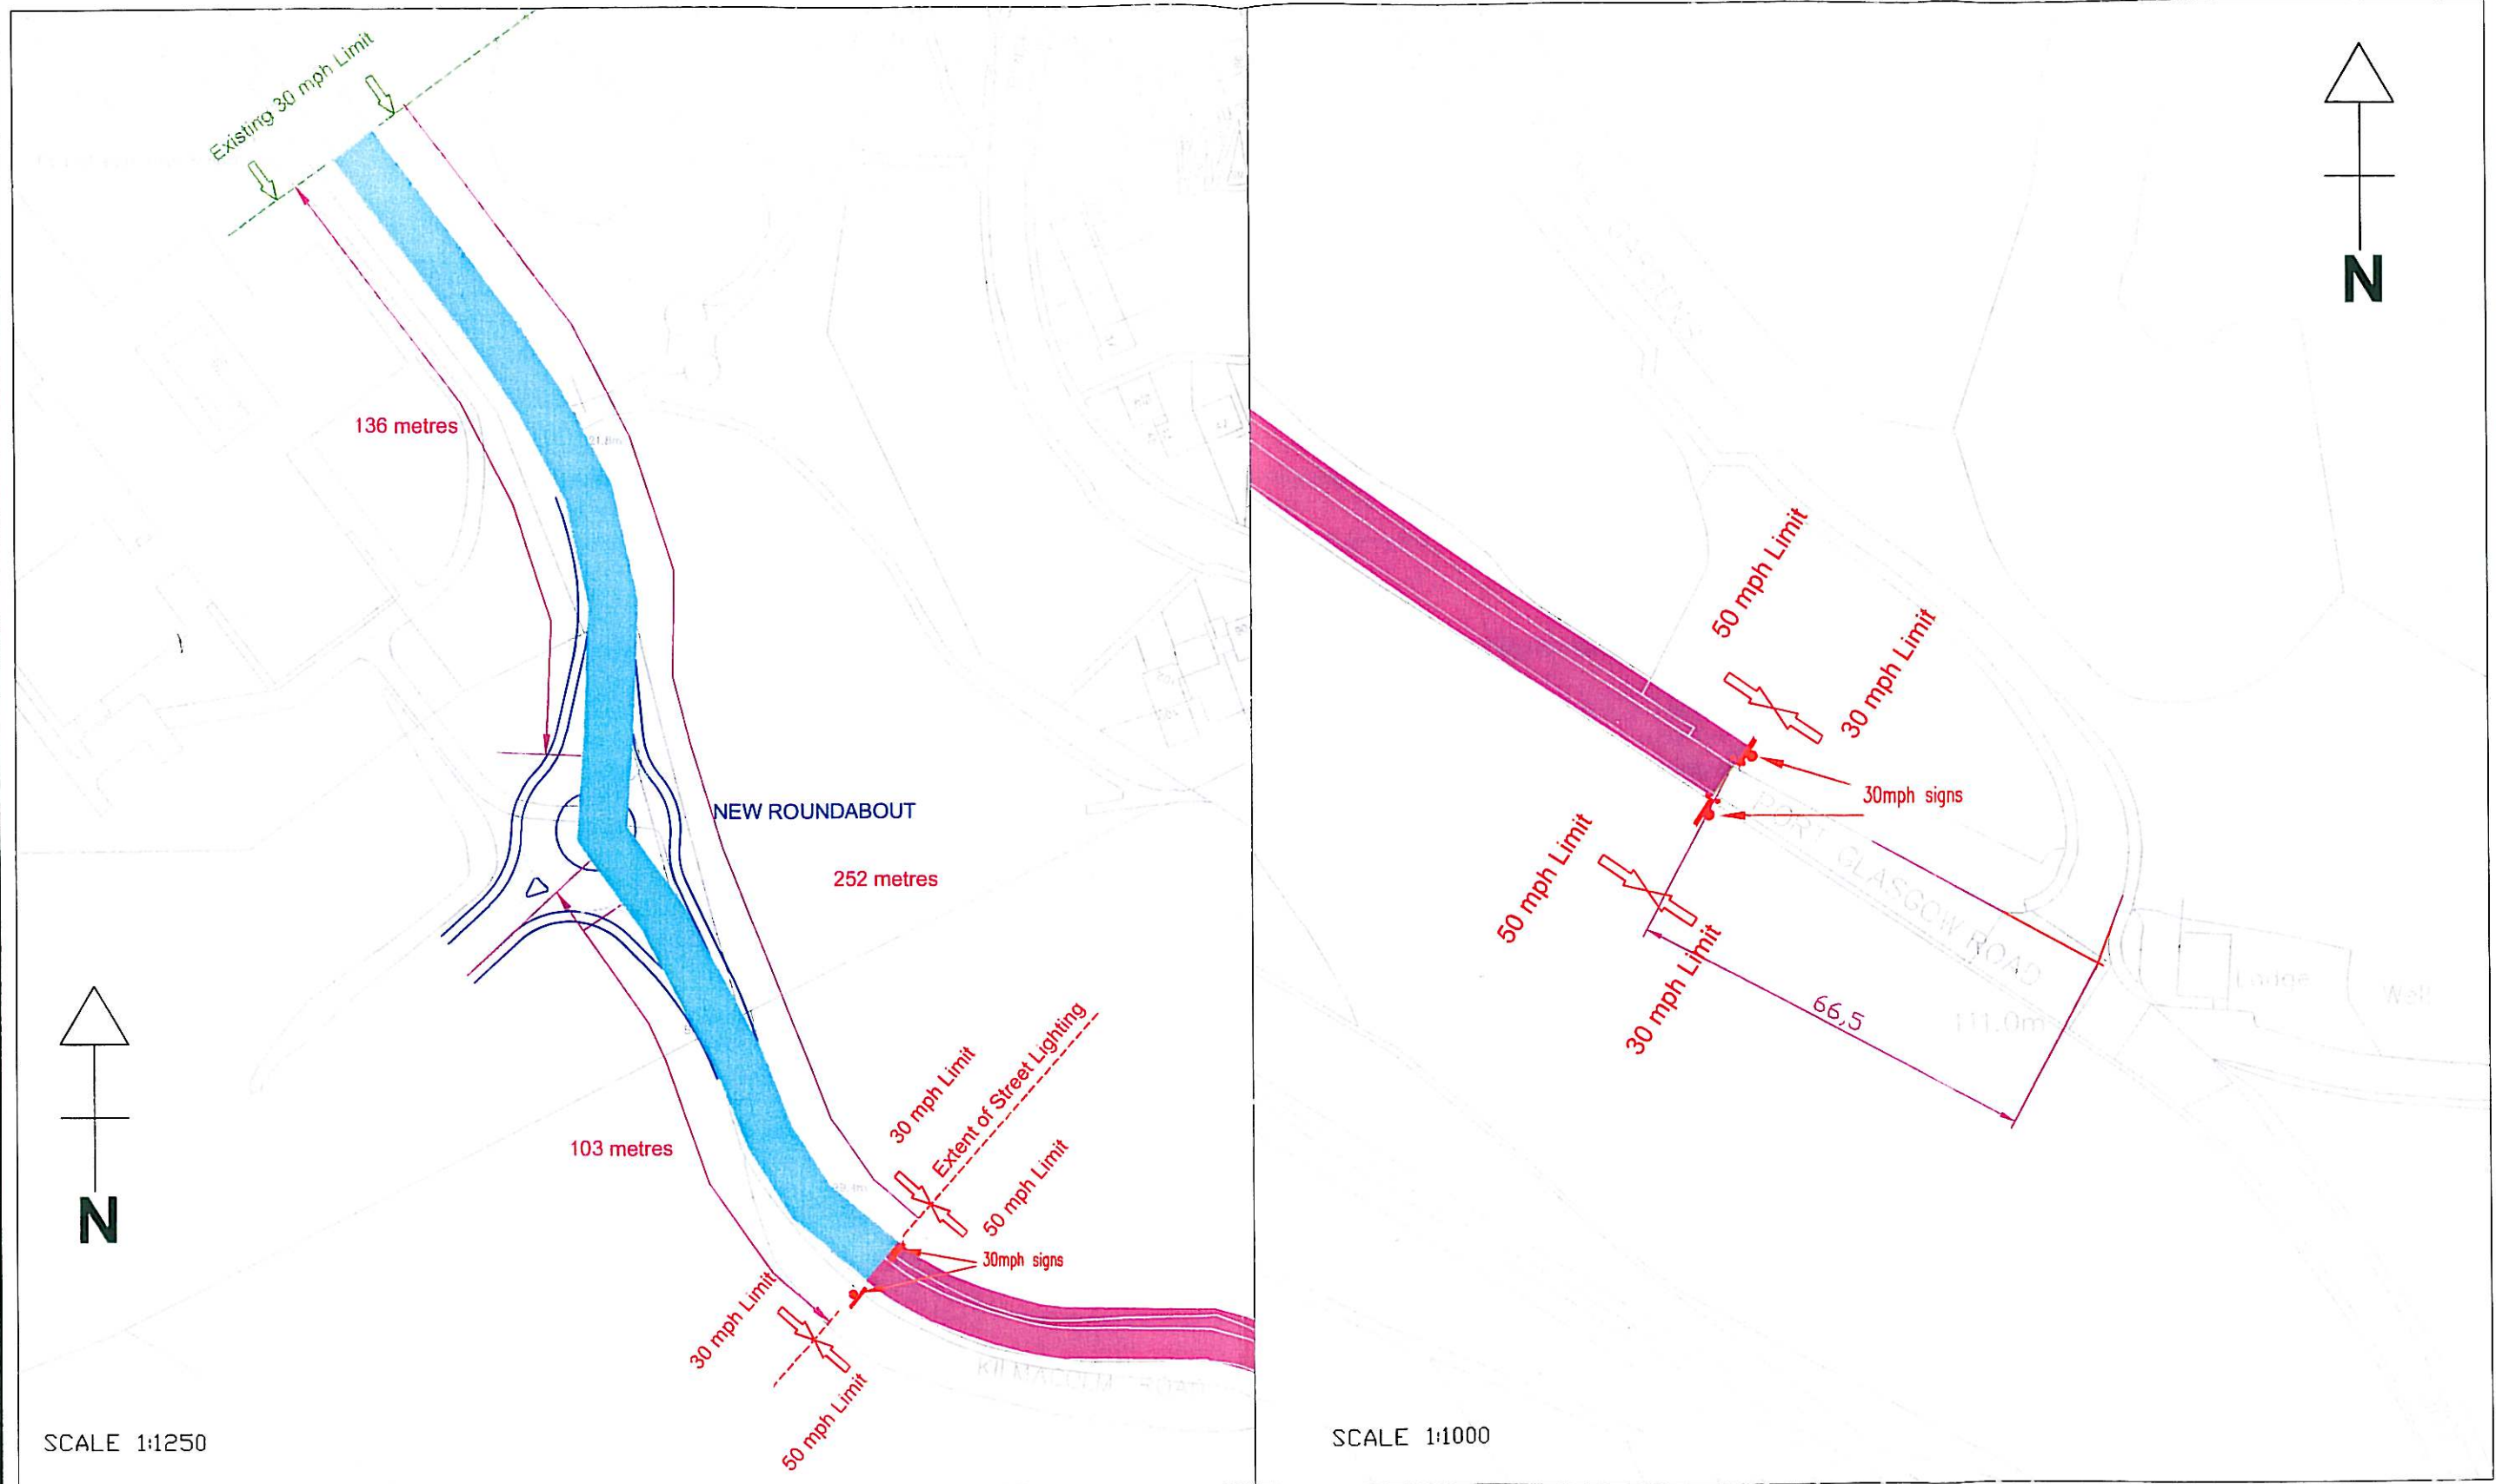 Existing 30 mph Limit
136 metres
NEW ROUNDABOUT
252 metres
103 metres
30 mph Limit
Extent of Street Lighting
50 mph Limit
30mph signs
30 mph Limit
50 mph Limit
KILMACOLM ROAD
N
SCALE 1:1250
N
50 mph Limit
30 mph Limit
30mph signs
PORT GLASGOW ROAD
50 mph Limit
30 mph Limit
66,5
111.0m
Lodge
Well
SCALE 1:1000